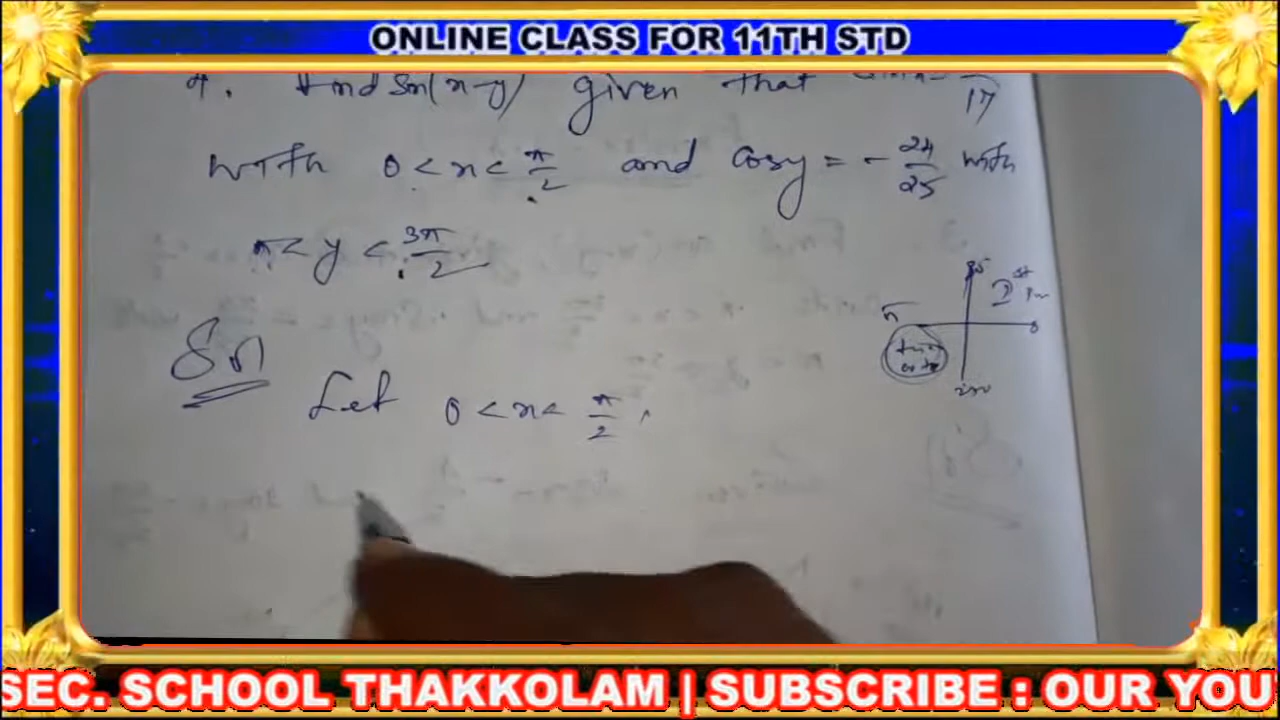 ONLINE CLASS FOR 11TH STD
4. Find Sin(x-y) given that
17
with 0 < x < π/2 and cosy = - 24/25 with
π < y < 3π/2
π 0
Let 0 < x < π/2,
SEC. SCHOOL THAKKOLAM | SUBSCRIBE : OUR YOU